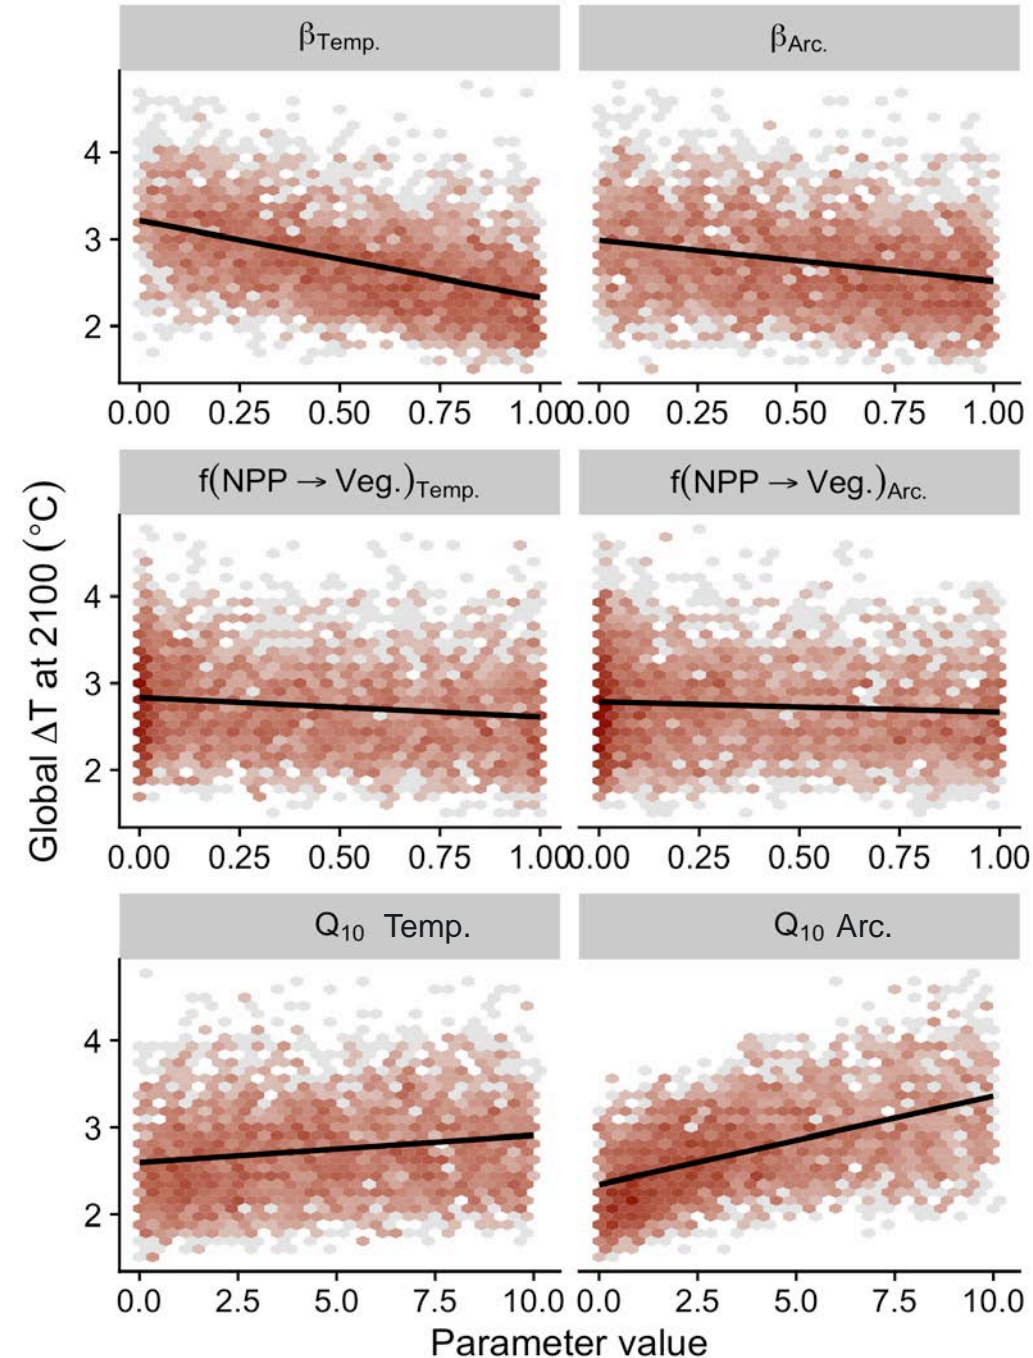 β_Temp. β_Arc.
4
3
2
0.00 0.25 0.50 0.75 1.00 0.00 0.25 0.50 0.75 1.00
f(NPP → Veg.)_Temp. f(NPP → Veg.)_Arc.
4
3
2
0.00 0.25 0.50 0.75 1.00 0.00 0.25 0.50 0.75 1.00
Q₁₀ Temp. Q₁₀ Arc.
4
3
2
0.0 2.5 5.0 7.5 10.0 0.0 2.5 5.0 7.5 10.0
Global ΔT at 2100 (°C)
Parameter value